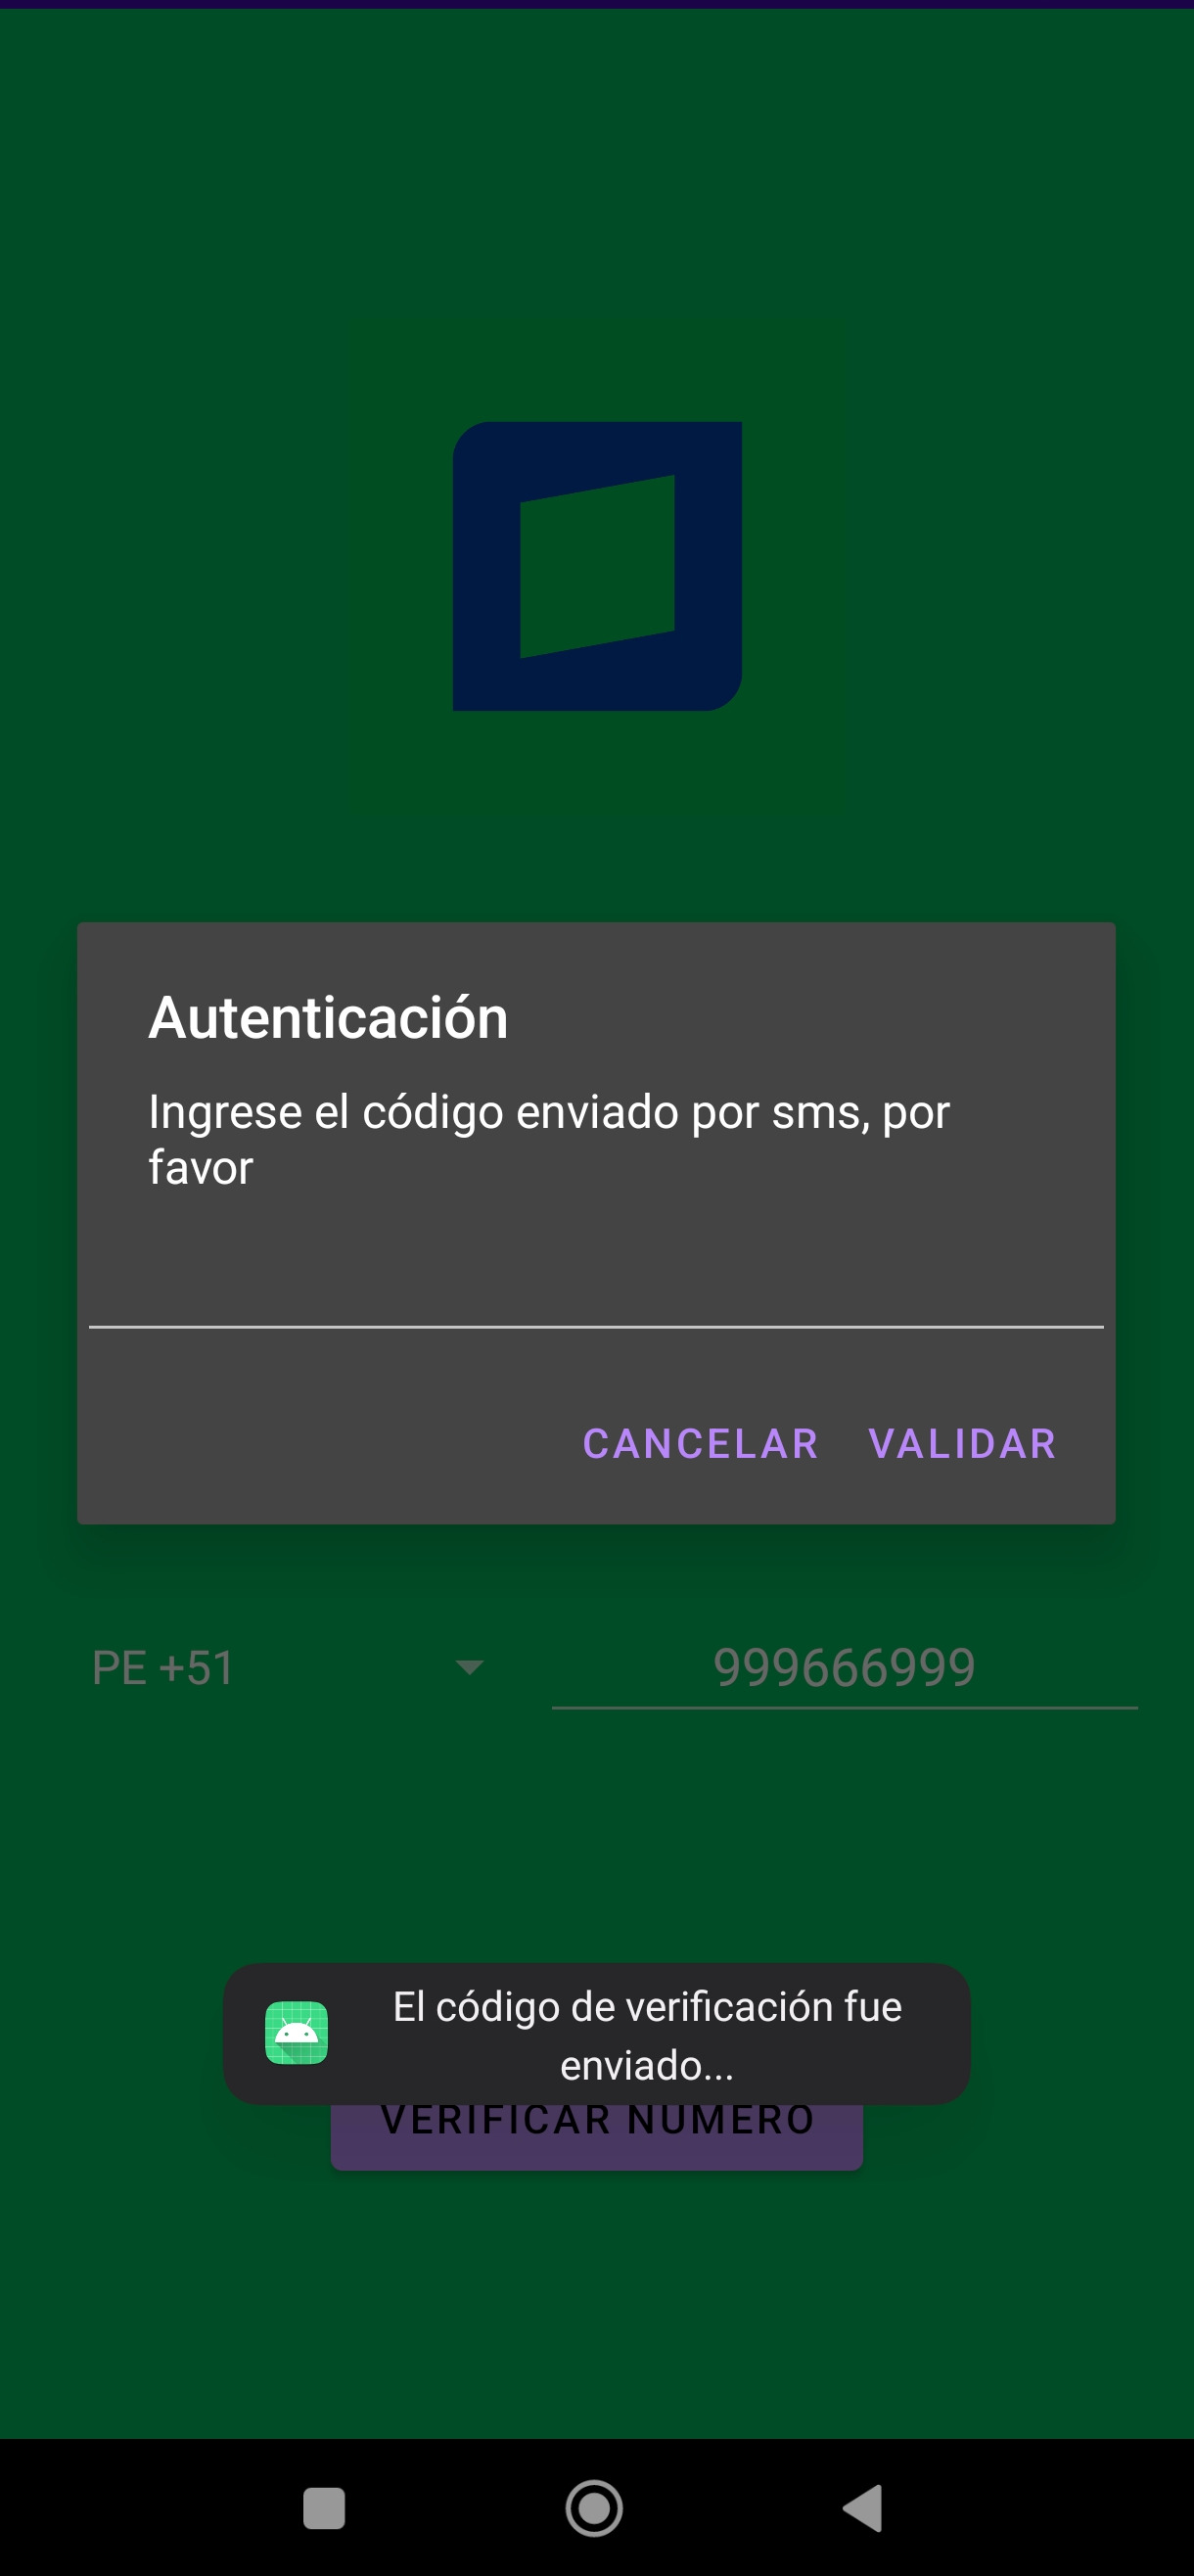 Autenticación
Ingrese el código enviado por sms, por
favor
CANCELAR VALIDAR
PE +51 999666999
El código de verificación fue
enviado...
VERIFICAR NUMERO